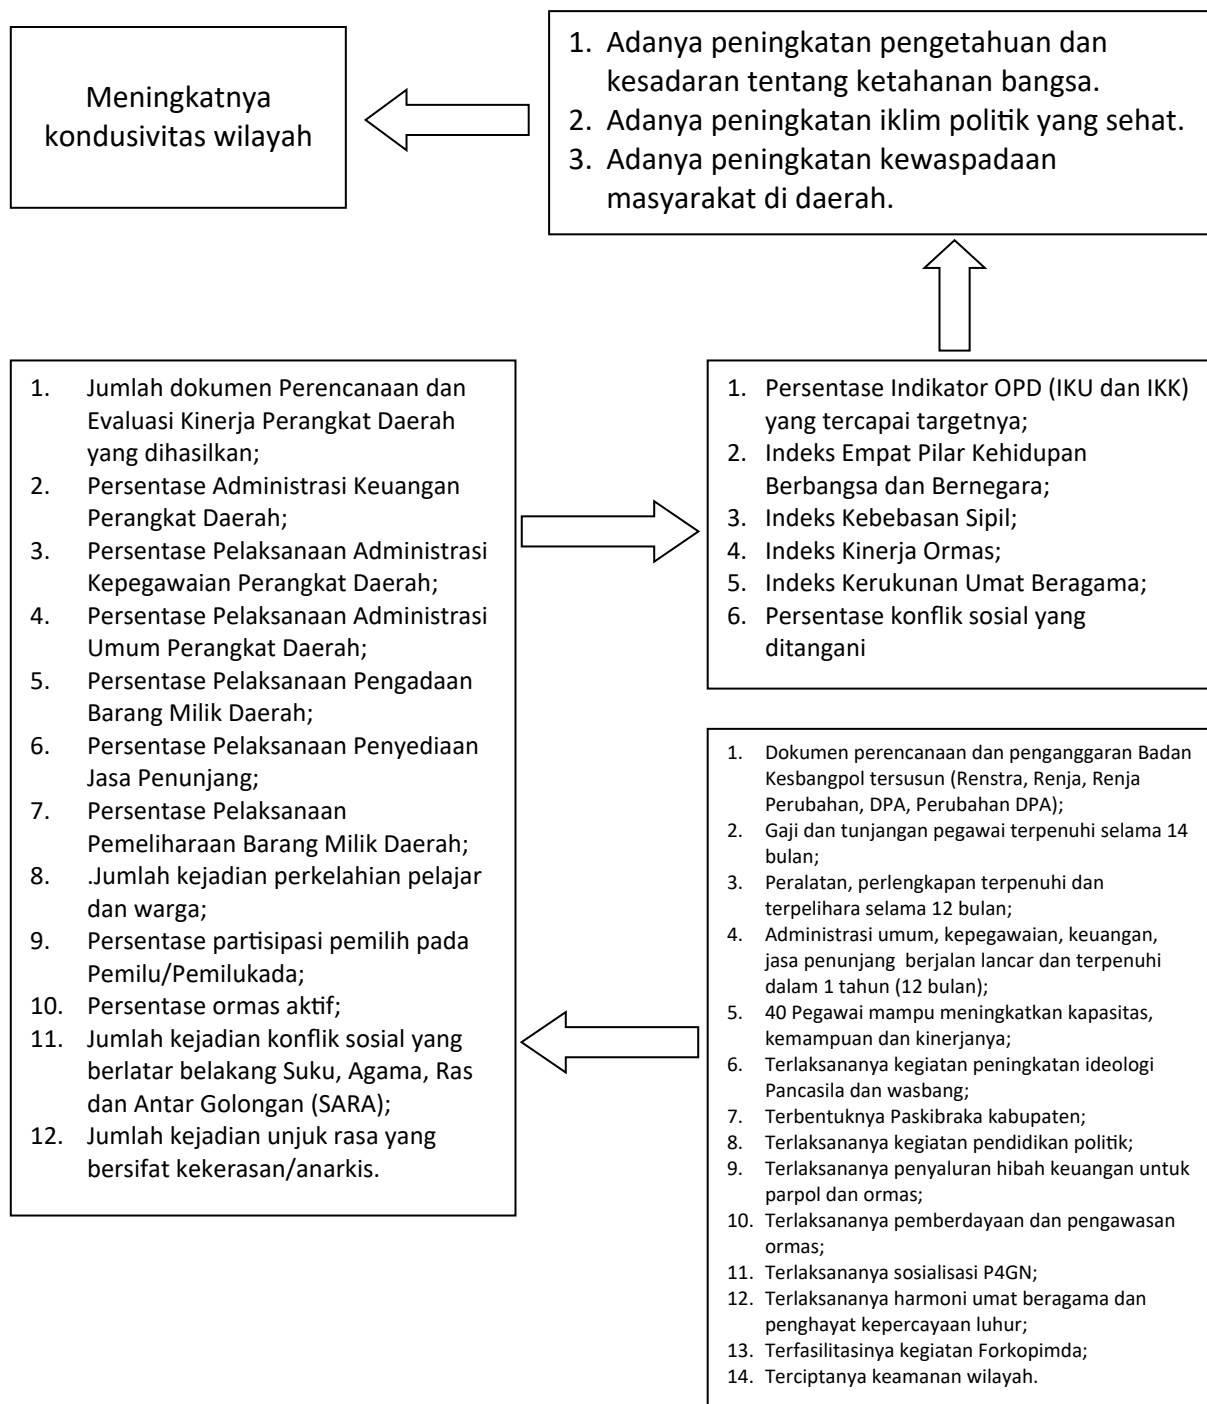 Meningkatnya
kondusivitas wilayah
1. Adanya peningkatan pengetahuan dan
kesadaran tentang ketahanan bangsa.
2. Adanya peningkatan iklim politik yang sehat.
3. Adanya peningkatan kewaspadaan
masyarakat di daerah.
1. Jumlah dokumen Perencanaan dan
Evaluasi Kinerja Perangkat Daerah
yang dihasilkan;
2. Persentase Administrasi Keuangan
Perangkat Daerah;
3. Persentase Pelaksanaan Administrasi
Kepegawaian Perangkat Daerah;
4. Persentase Pelaksanaan Administrasi
Umum Perangkat Daerah;
5. Persentase Pelaksanaan Pengadaan
Barang Milik Daerah;
6. Persentase Pelaksanaan Penyediaan
Jasa Penunjang;
7. Persentase Pelaksanaan
Pemeliharaan Barang Milik Daerah;
8. .Jumlah kejadian perkelahian pelajar
dan warga;
9. Persentase partisipasi pemilih pada
Pemilu/Pemilukada;
10. Persentase ormas aktif;
11. Jumlah kejadian konflik sosial yang
berlatar belakang Suku, Agama, Ras
dan Antar Golongan (SARA);
12. Jumlah kejadian unjuk rasa yang
bersifat kekerasan/anarkis.
1. Persentase Indikator OPD (IKU dan IKK)
yang tercapai targetnya;
2. Indeks Empat Pilar Kehidupan
Berbangsa dan Bernegara;
3. Indeks Kebebasan Sipil;
4. Indeks Kinerja Ormas;
5. Indeks Kerukunan Umat Beragama;
6. Persentase konflik sosial yang
ditangani
1. Dokumen perencanaan dan penganggaran Badan
Kesbangpol tersusun (Renstra, Renja, Renja
Perubahan, DPA, Perubahan DPA);
2. Gaji dan tunjangan pegawai terpenuhi selama 14
bulan;
3. Peralatan, perlengkapan terpenuhi dan
terpelihara selama 12 bulan;
4. Administrasi umum, kepegawaian, keuangan,
jasa penunjang berjalan lancar dan terpenuhi
dalam 1 tahun (12 bulan);
5. 40 Pegawai mampu meningkatkan kapasitas,
kemampuan dan kinerjanya;
6. Terlaksananya kegiatan peningkatan ideologi
Pancasila dan wasbang;
7. Terbentuknya Paskibraka kabupaten;
8. Terlaksananya kegiatan pendidikan politik;
9. Terlaksananya penyaluran hibah keuangan untuk
parpol dan ormas;
10. Terlaksananya pemberdayaan dan pengawasan
ormas;
11. Terlaksananya sosialisasi P4GN;
12. Terlaksananya harmoni umat beragama dan
penghayat kepercayaan luhur;
13. Terfasilitasinya kegiatan Forkopimda;
14. Terciptanya keamanan wilayah.